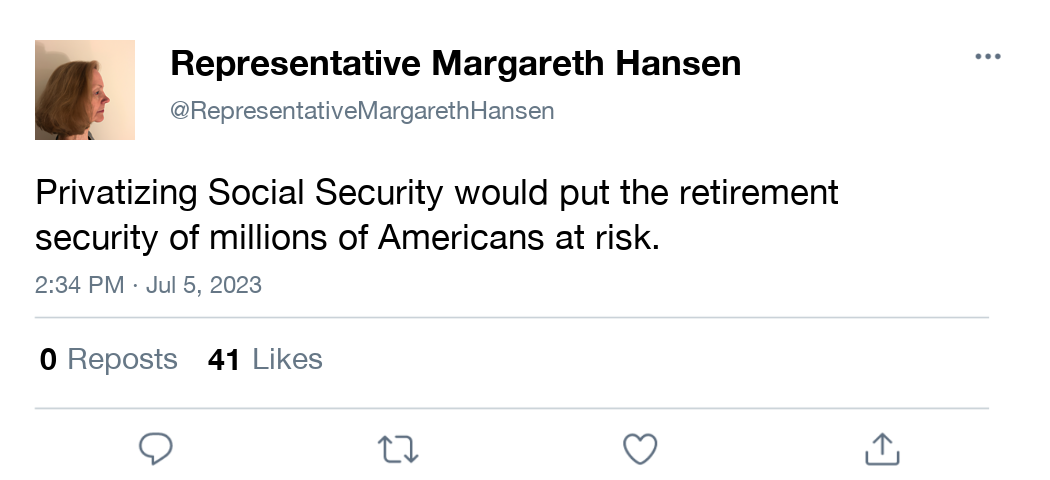 Representative Margareth Hansen
@RepresentativeMargarethHansen
Privatizing Social Security would put the retirement
security of millions of Americans at risk.
2:34 PM · Jul 5, 2023
0 Reposts 41 Likes